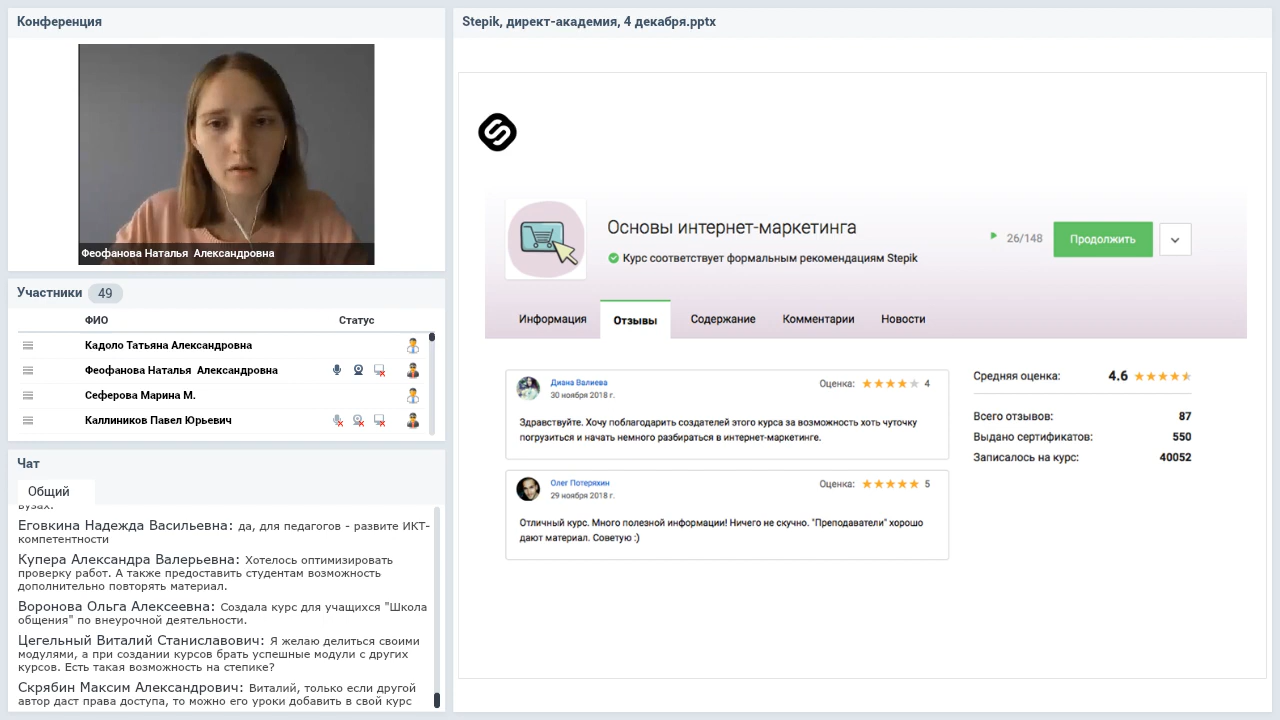 Конференция
Феофанова Наталья Александровна
Участники 49
ФИО Статус
Кадоло Татьяна Александровна
Феофанова Наталья Александровна
Сеферова Марина М.
Каллиников Павел Юрьевич
Чат
Общий
вузах.
Еговкина Надежда Васильевна: да, для педагогов - развите ИКТ-
компетентности
Купера Александра Валерьевна: Хотелось оптимизировать
проверку работ. А также предоставить студентам возможность
дополнительно повторять материал.
Воронова Ольга Алексеевна: Создала курс для учащихся "Школа
общения" по внеурочной деятельности.
Цегельный Виталий Станиславович: Я желаю делиться своими
модулями, а при создании курсов брать успешные модули с других
курсов. Есть такая возможность на степике?
Скрябин Максим Александрович: Виталий, только если другой
автор даст права доступа, то можно его уроки добавить в свой курс
Stepik, директ-академия, 4 декабря.pptx
Основы интернет-маркетинга
Курс соответствует формальным рекомендациям Stepik
26/148
Продолжить
Информация Отзывы Содержание Комментарии Новости
Диана Валиева
30 ноября 2018 г.
Оценка: 4
Здравствуйте. Хочу поблагодарить создателей этого курса за возможность хоть чуточку
погрузиться и начать немного разбираться в интернет-маркетинге.
Олег Потеряхин
29 ноября 2018 г.
Оценка: 5
Отличный курс. Много полезной информации! Ничего не скучно. "Преподаватели" хорошо
дают материал. Советую :)
Средняя оценка: 4.6
Всего отзывов: 87
Выдано сертификатов: 550
Записалось на курс: 40052